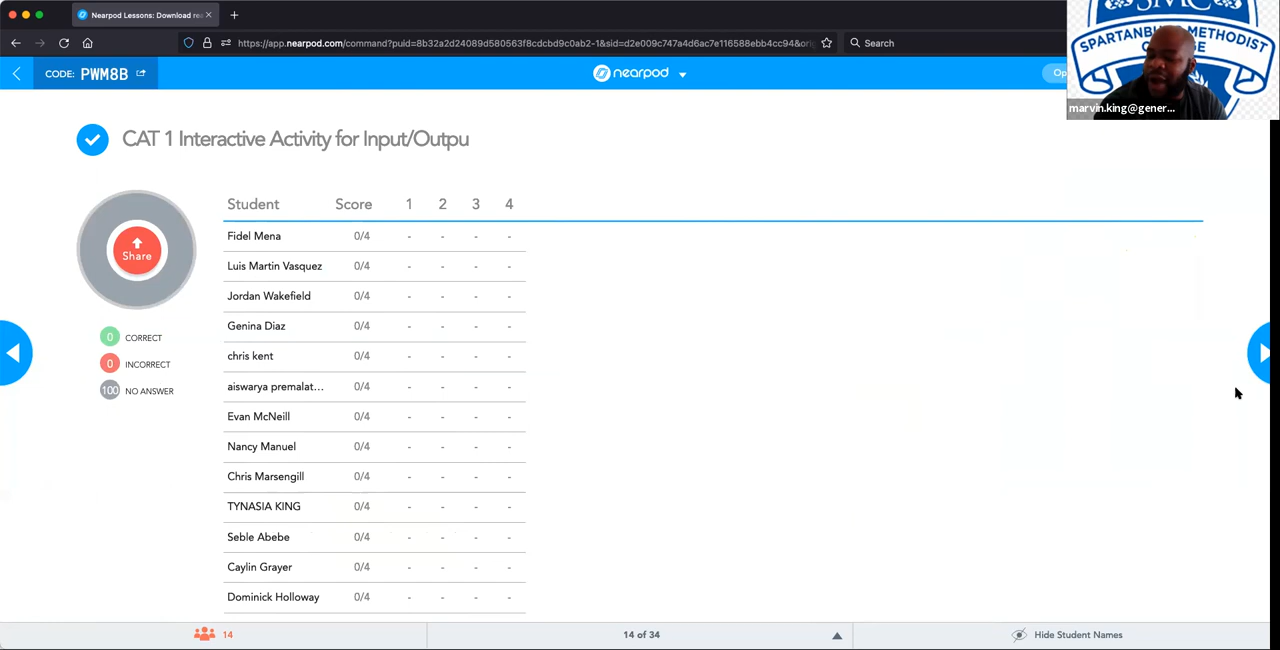 Nearpod Lessons: Download rea
https://app.nearpod.com/command?puid=8b32a2d24089d580563f8cdcbd9c0ab2-1&sid=d2e009c747a4d6ac7e116588ebb4cc94&ori
Search
SMC
SPARTANBURG METHODIST
marvin.king@gener...
CODE: PWM8B
nearpod
Op
CAT 1 Interactive Activity for Input/Outpu
Share
0 CORRECT
0 INCORRECT
100 NO ANSWER
Student Score 1 2 3 4
Fidel Mena 0/4 - - - -
Luis Martin Vasquez 0/4 - - - -
Jordan Wakefield 0/4 - - - -
Genina Diaz 0/4 - - - -
chris kent 0/4 - - - -
aiswarya premalat... 0/4 - - - -
Evan McNeill 0/4 - - - -
Nancy Manuel 0/4 - - - -
Chris Marsengill 0/4 - - - -
TYNASIA KING 0/4 - - - -
Seble Abebe 0/4 - - - -
Caylin Grayer 0/4 - - - -
Dominick Holloway 0/4 - - - -
14
14 of 34
Hide Student Names